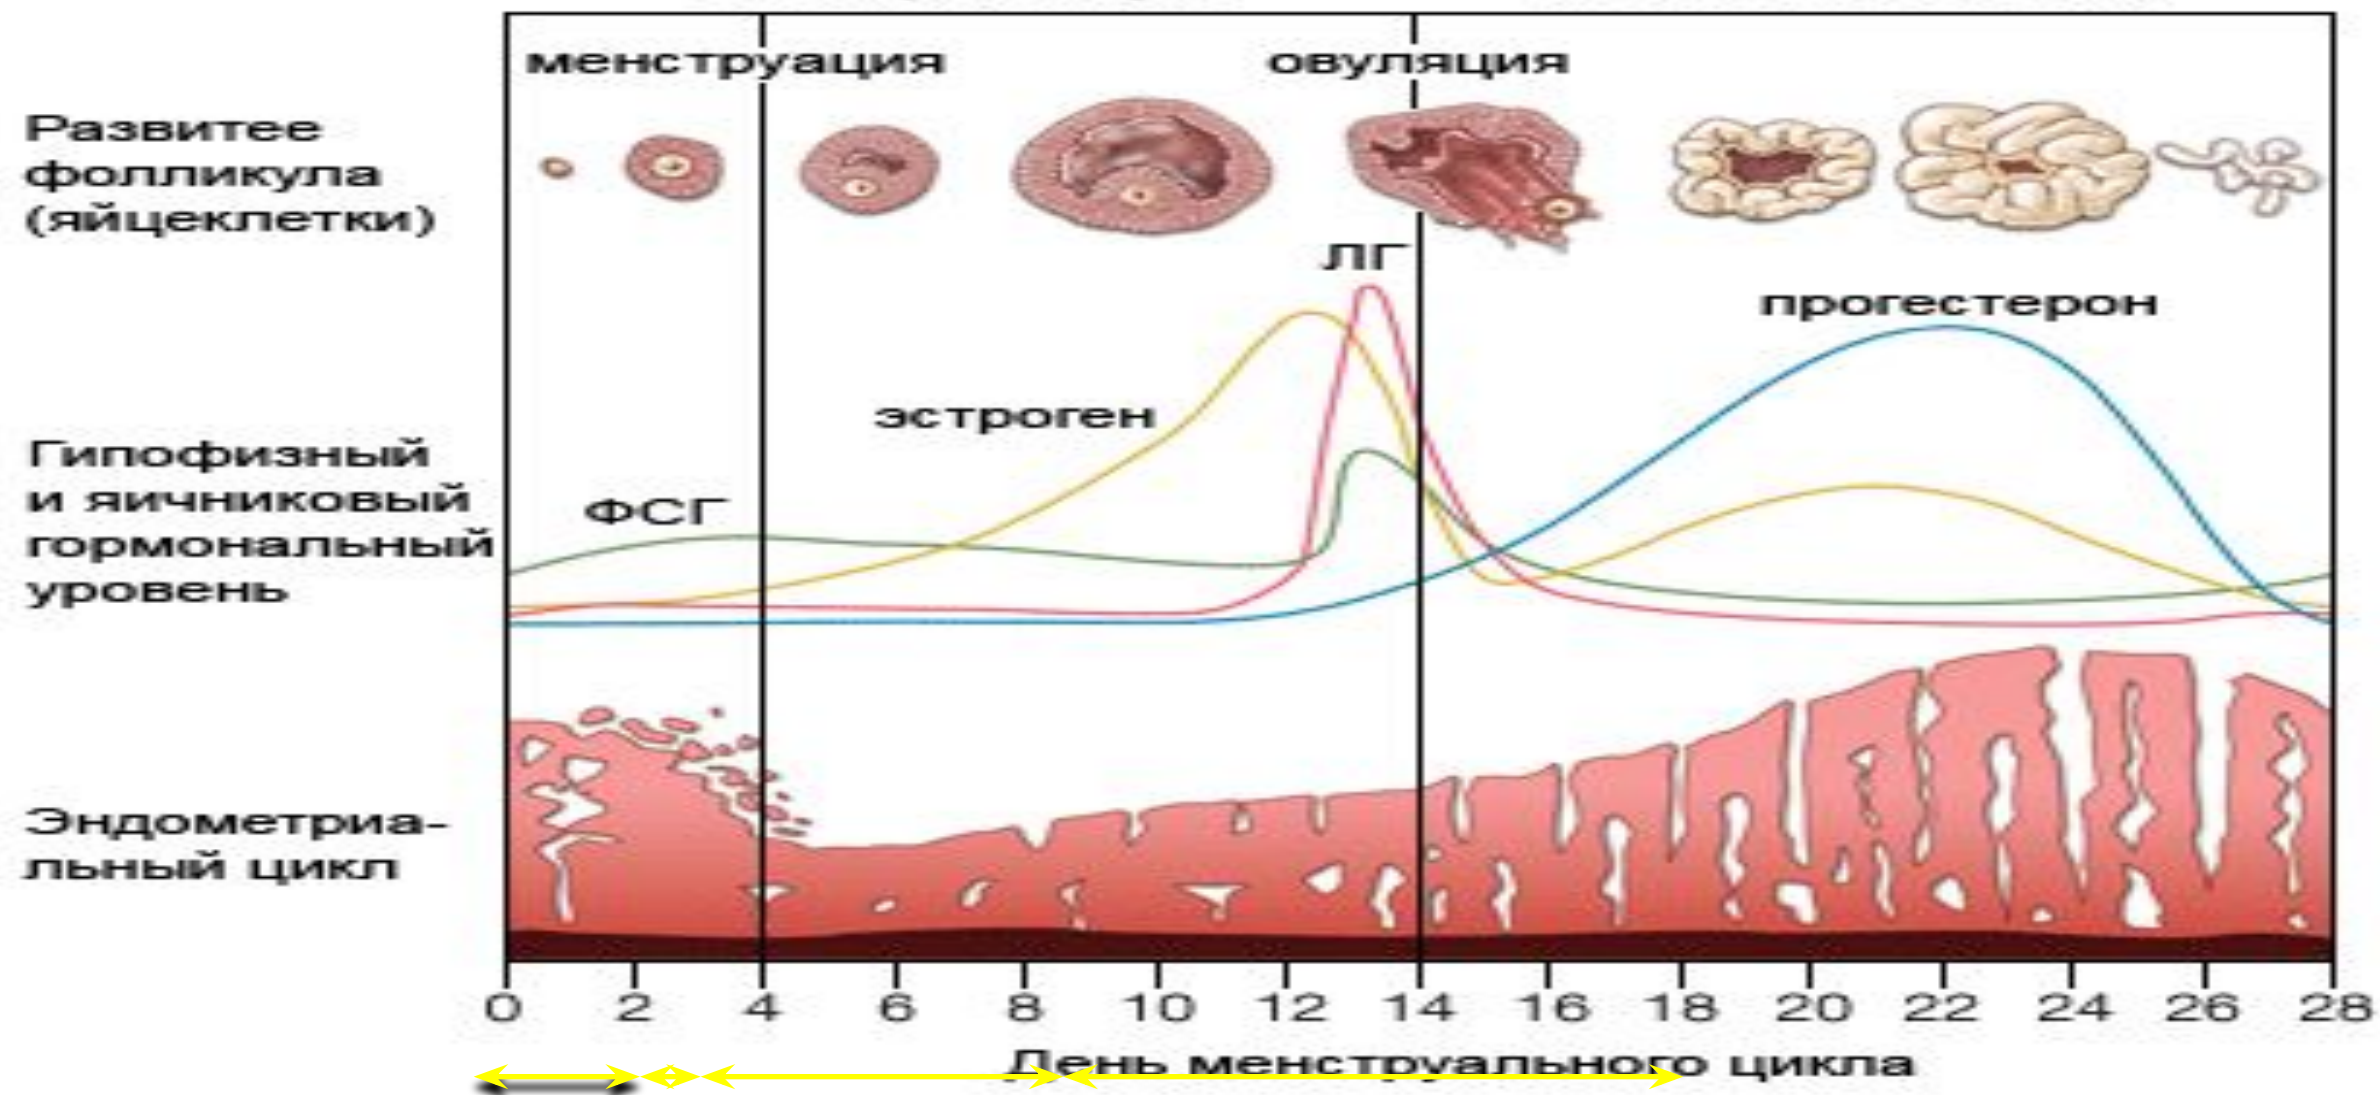 менструация
овуляция
Развитее
фолликула
(яйцеклетки)
ЛГ
прогестерон
эстроген
ФСГ
Гипофизный
и яичниковый
гормональный
уровень
Эндометриа-
льный цикл
0 2 4 6 8 10 12 14 16 18 20 22 24 26 28
День менструального цикла